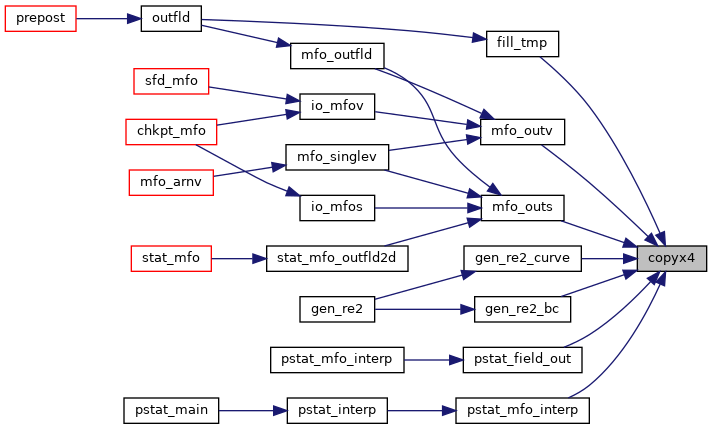 prepost
outfld
fill_tmp
mfo_outfld
sfd_mfo
io_mfov
chkpt_mfo
mfo_outv
mfo_singlev
mfo_arnv
io_mfos
mfo_outs
stat_mfo
stat_mfo_outfld2d
gen_re2_curve
copyx4
gen_re2
gen_re2_bc
pstat_mfo_interp
pstat_field_out
pstat_main
pstat_interp
pstat_mfo_interp